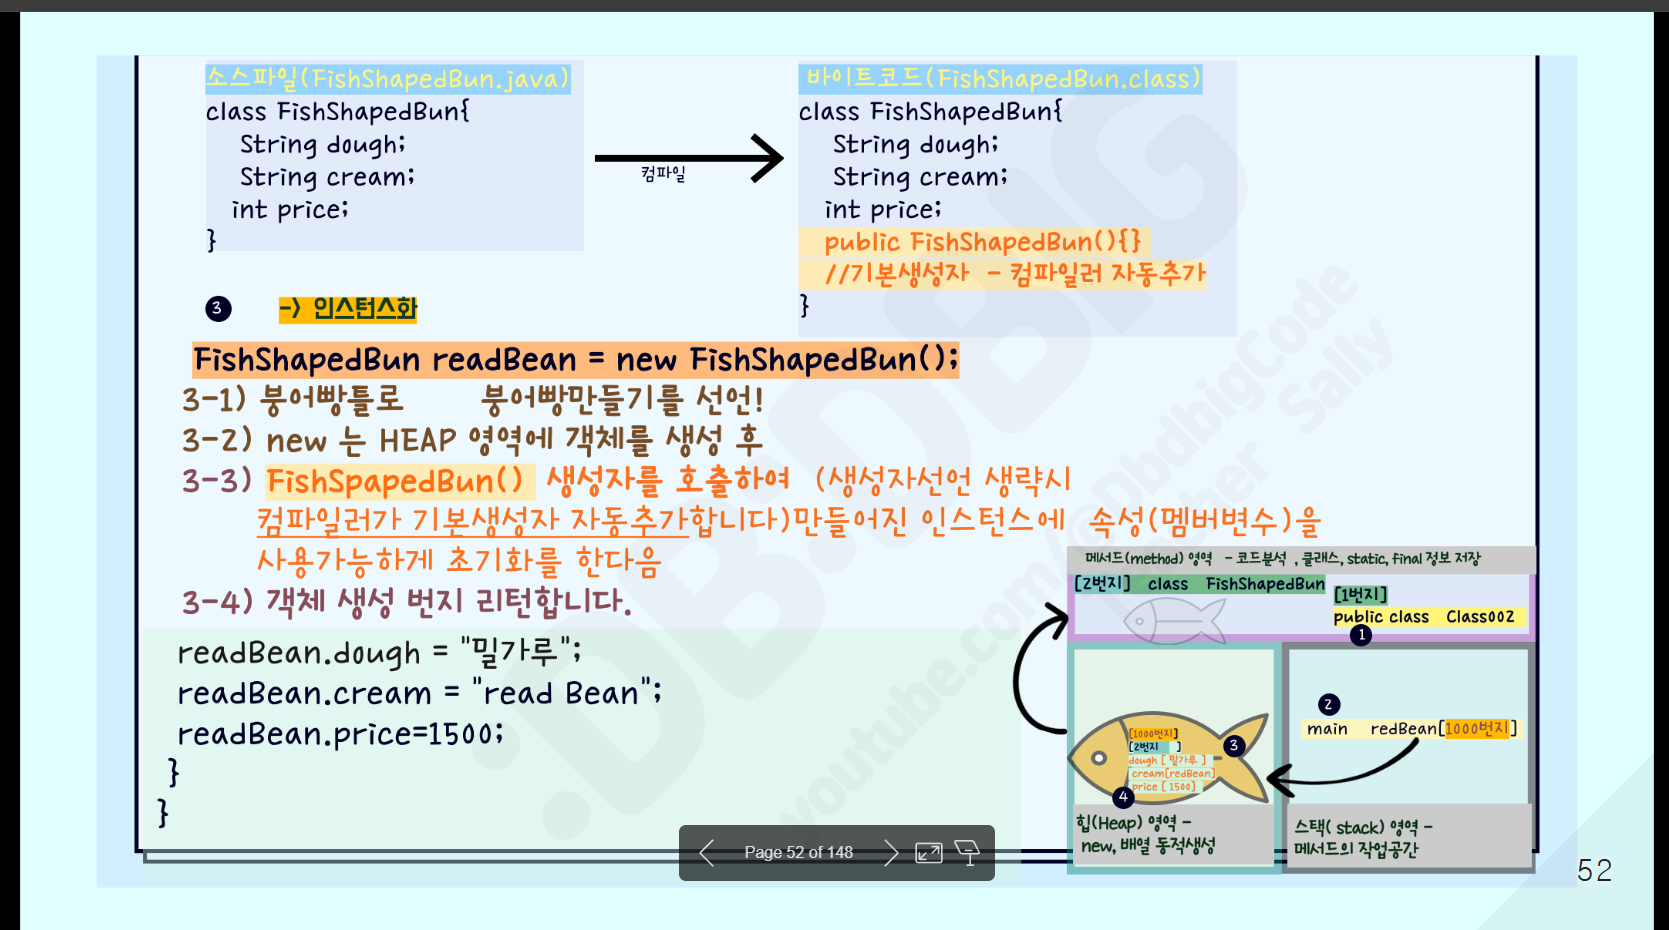 소스파일(FishShapedBun.java)
class FishShapedBun{
String dough;
String cream;
int price;
}
컴파일
바이트코드(FishShapedBun.class)
class FishShapedBun{
String dough;
String cream;
int price;
public FishShapedBun(){}
//기본생성자 - 컴파일러 자동추가
}
3 -> 인스턴스화
FishShapedBun readBean = new FishShapedBun();
3-1) 붕어빵틀로 붕어빵만들기를 선언!
3-2) new 는 HEAP 영역에 객체를 생성 후
3-3) FishSpapedBun() 생성자를 호출하여 (생성자선언 생략시
컴파일러가 기본생성자 자동추가합니다)만들어진 인스턴스에 속성(멤버변수)을
사용가능하게 초기화를 한다음
3-4) 객체 생성 번지 리턴합니다.
readBean.dough = "밀가루";
readBean.cream = "read Bean";
readBean.price=1500;
}
}
메서드(method) 영역 - 코드분석 , 클래스, static, final 정보 저장
[2번지] class FishShapedBun
[1번지]
public class Class002
1
2
main redBean[1000번지]
[1000번지]
[2번지 ]
3
dough [ 밀가루 ]
cream[redBean]
price [ 1500]
4
힙(Heap) 영역 -
new, 배열 동적생성
스택( stack) 영역 -
메서드의 작업공간
DB.DBIG
youtube.com/@DbdbigCode
Sally
Page 52 of 148
52